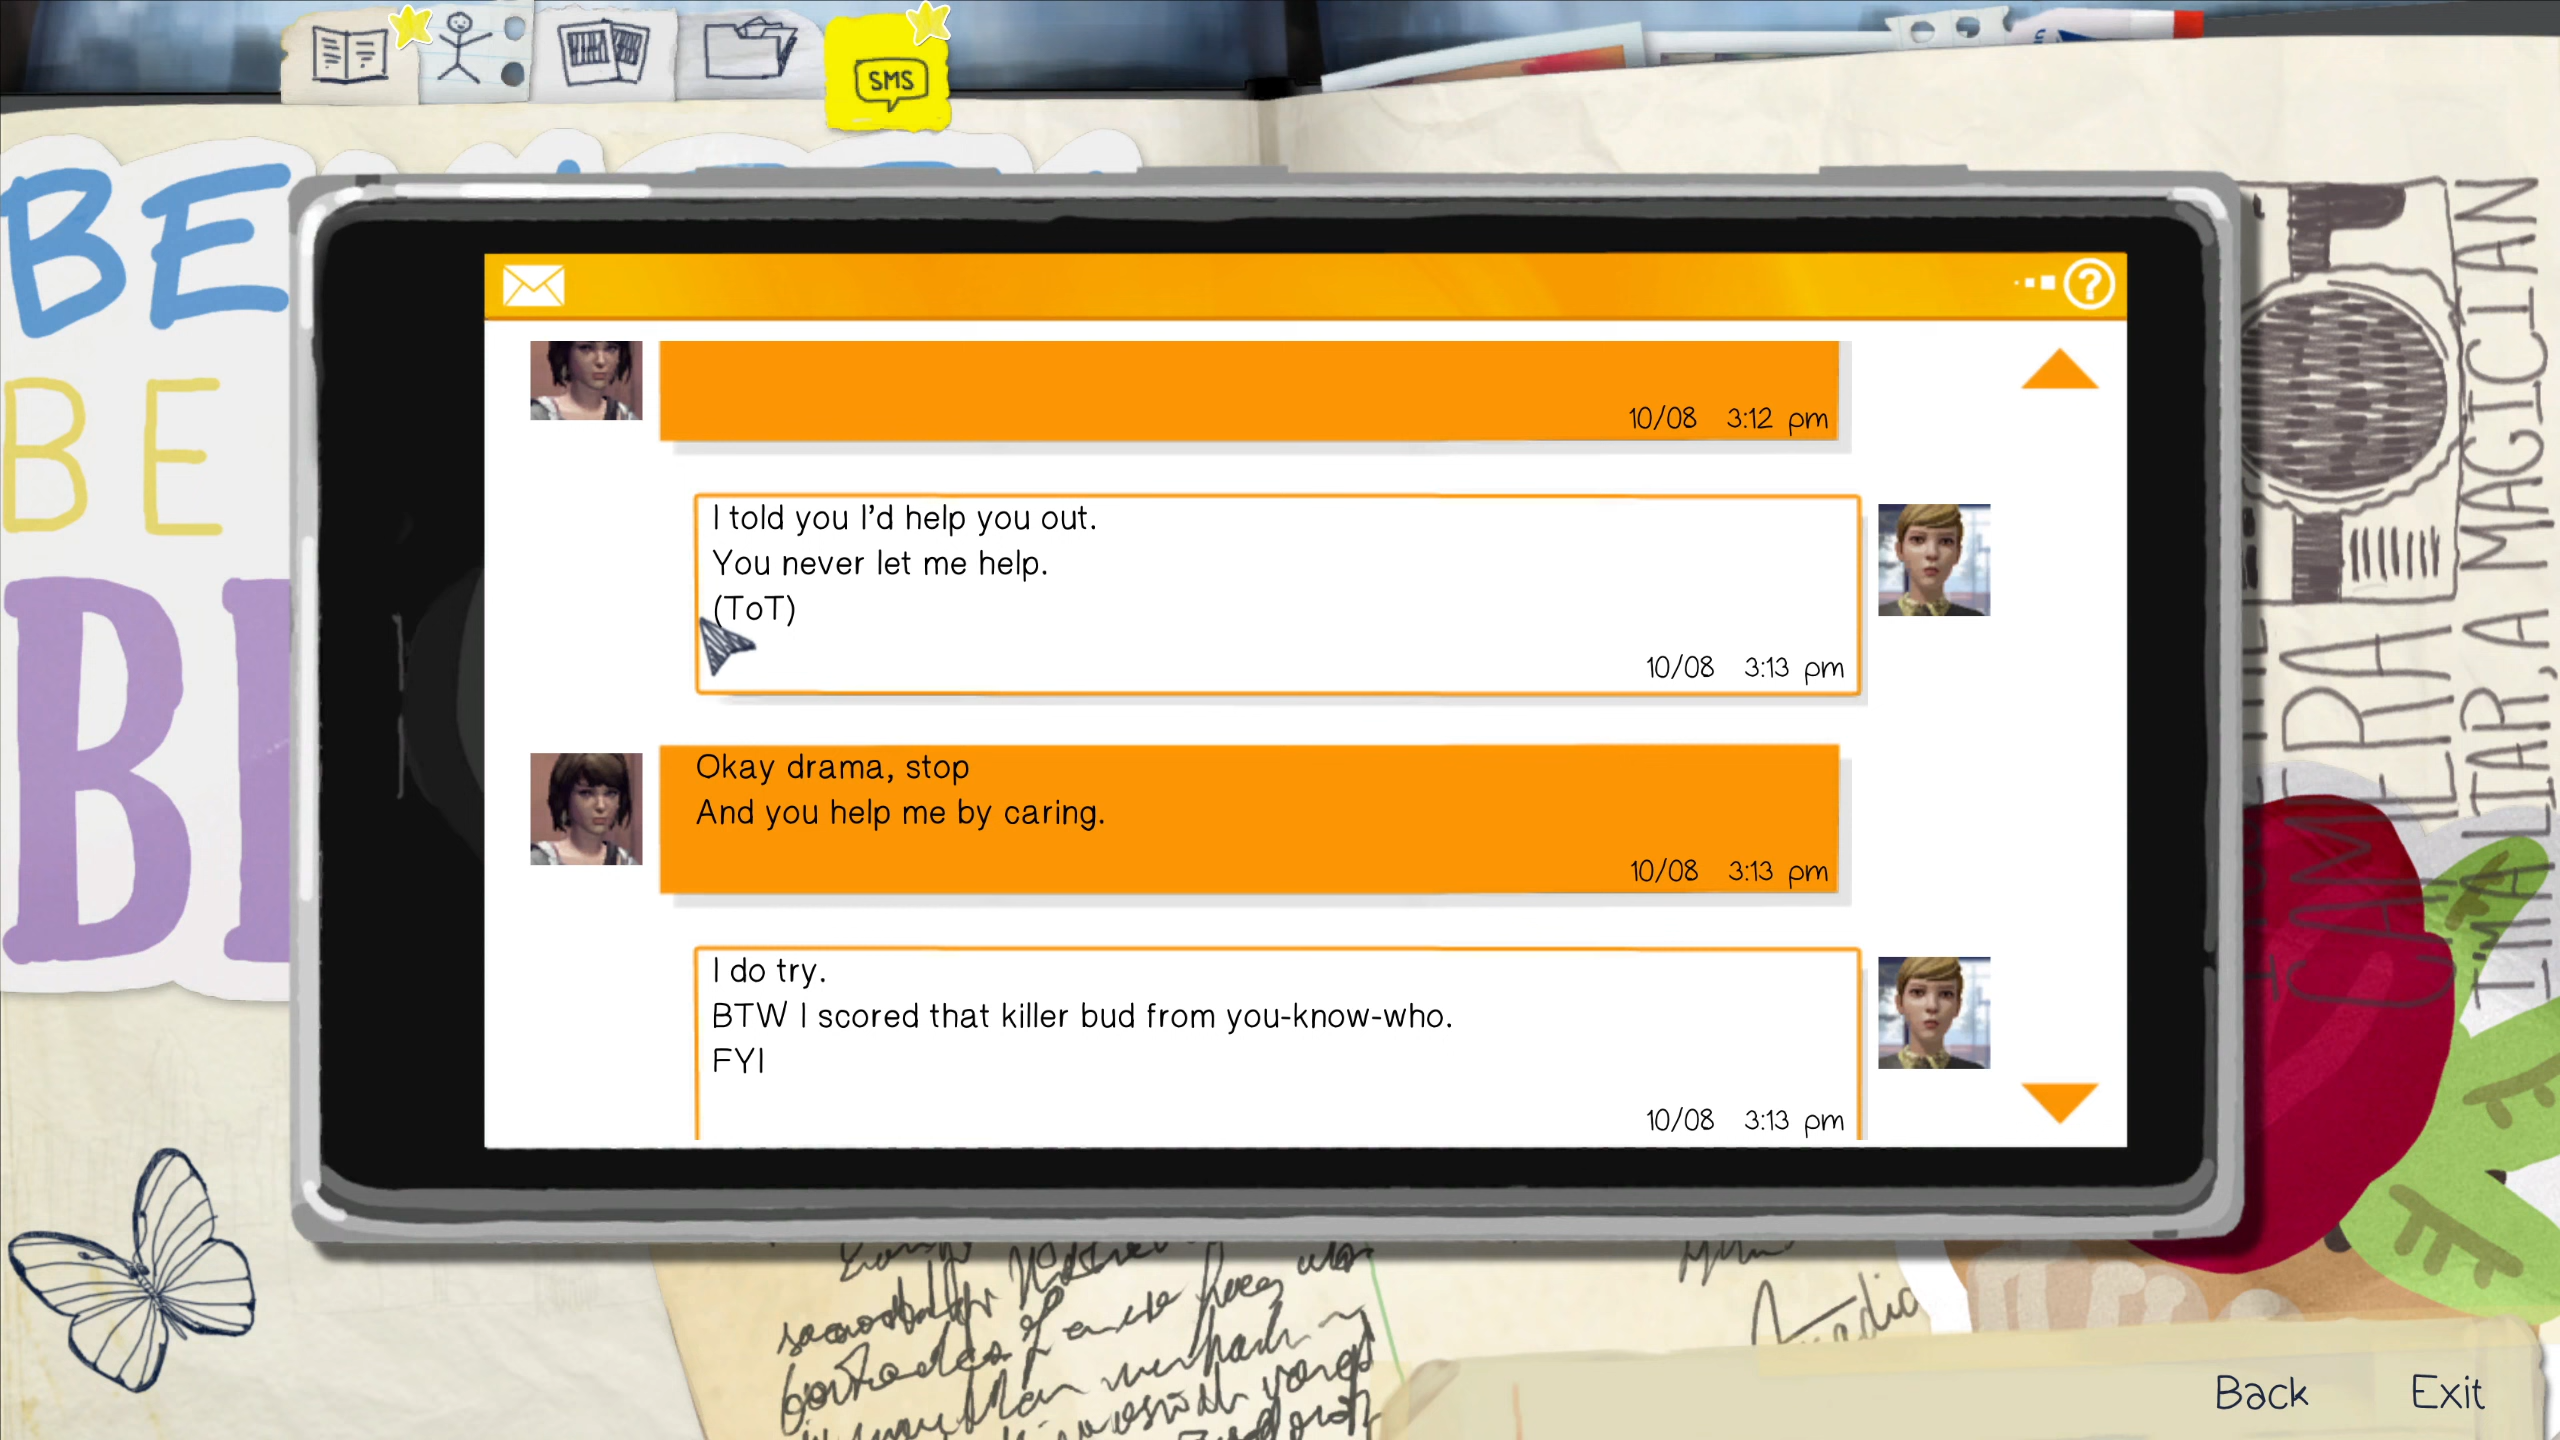 SMS
BE
BE
10/08 3:12 pm
I told you I'd help you out.
You never let me help.
(ToT)
10/08 3:13 pm
Okay drama, stop
And you help me by caring.
10/08 3:13 pm
I do try.
BTW I scored that killer bud from you-know-who.
FYI
10/08 3:13 pm
CAMERA
I'M A LIAR, A MAGICIAN
Back
Exit